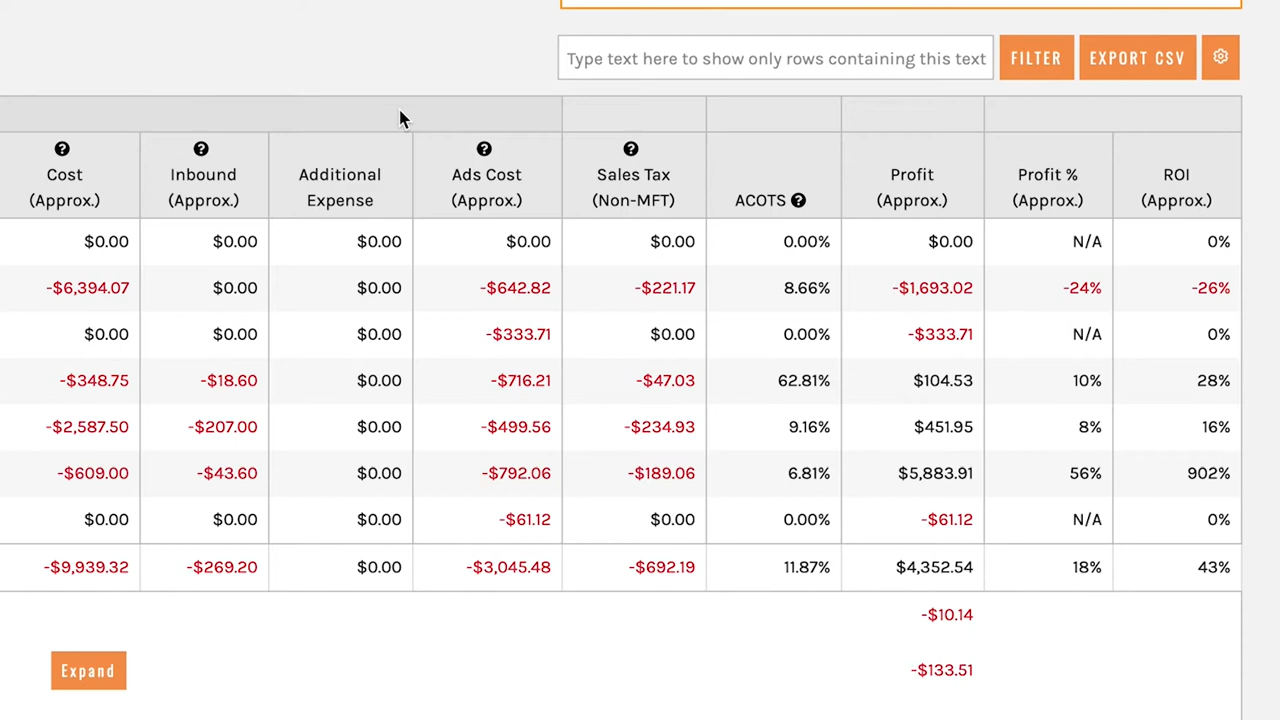 Type text here to show only rows containing this text FILTER EXPORT CSV
Cost (Approx.) Inbound (Approx.) Additional Expense Ads Cost (Approx.) Sales Tax (Non-MFT) ACOTS Profit (Approx.) Profit % (Approx.) ROI (Approx.)
$0.00 $0.00 $0.00 $0.00 $0.00 0.00% $0.00 N/A 0%
-$6,394.07 $0.00 $0.00 -$642.82 -$221.17 8.66% -$1,693.02 -24% -26%
$0.00 $0.00 $0.00 -$333.71 $0.00 0.00% -$333.71 N/A 0%
-$348.75 -$18.60 $0.00 -$716.21 -$47.03 62.81% $104.53 10% 28%
-$2,587.50 -$207.00 $0.00 -$499.56 -$234.93 9.16% $451.95 8% 16%
-$609.00 -$43.60 $0.00 -$792.06 -$189.06 6.81% $5,883.91 56% 902%
$0.00 $0.00 $0.00 -$61.12 $0.00 0.00% -$61.12 N/A 0%
-$9,939.32 -$269.20 $0.00 -$3,045.48 -$692.19 11.87% $4,352.54 18% 43%
-$10.14
Expand -$133.51